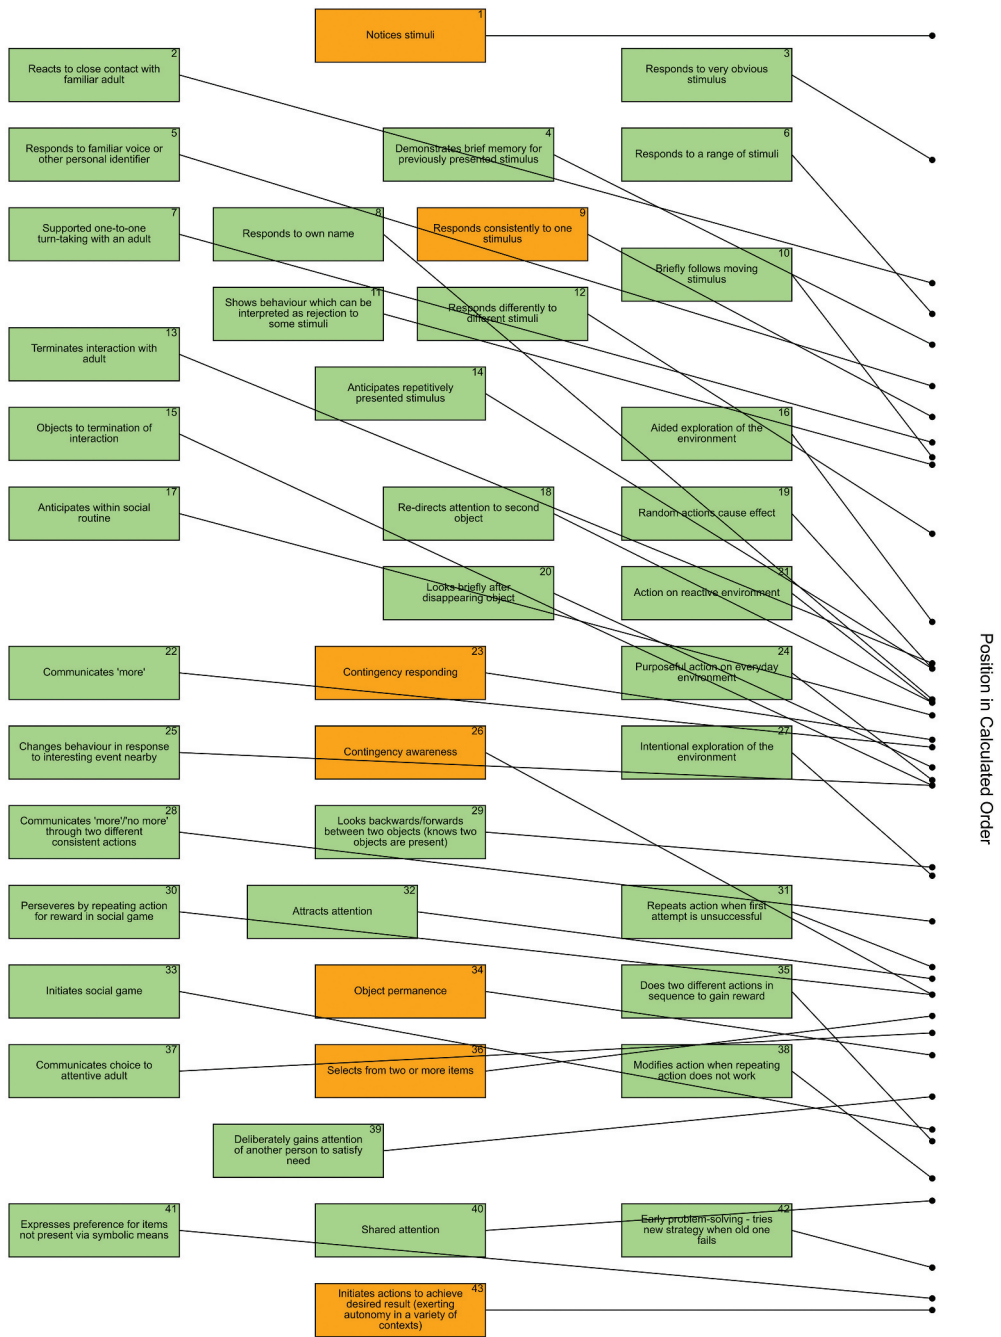 1
Notices stimuli
2
Reacts to close contact with
familiar adult
3
Responds to very obvious
stimulus
4
Demonstrates brief memory for
previously presented stimulus
5
Responds to familiar voice or
other personal identifier
6
Responds to a range of stimuli
7
Supported one-to-one
turn-taking with an adult
8
Responds to own name
9
Responds consistently to one
stimulus
10
Briefly follows moving
stimulus
11
Shows behaviour which can be
interpreted as rejection to
some stimuli
12
Responds differently to
different stimuli
13
Terminates interaction with
adult
14
Anticipates repetitively
presented stimulus
15
Objects to termination of
interaction
16
Aided exploration of the
environment
17
Anticipates within social
routine
18
Re-directs attention to second
object
19
Random actions cause effect
20
Looks briefly after
disappearing object
21
Action on reactive environment
22
Communicates 'more'
23
Contingency responding
24
Purposeful action on everyday
environment
25
Changes behaviour in response
to interesting event nearby
26
Contingency awareness
27
Intentional exploration of the
environment
28
Communicates 'more'/'no more'
through two different
consistent actions
29
Looks backwards/forwards
between two objects (knows two
objects are present)
30
Perseveres by repeating action
for reward in social game
31
Repeats action when first
attempt is unsuccessful
32
Attracts attention
33
Initiates social game
34
Object permanence
35
Does two different actions in
sequence to gain reward
36
Selects from two or more items
37
Communicates choice to
attentive adult
38
Modifies action when repeating
action does not work
39
Deliberately gains attention
of another person to satisfy
need
40
Shared attention
41
Expresses preference for items
not present via symbolic means
42
Early problem-solving - tries
new strategy when old one
fails
43
Initiates actions to achieve
desired result (exerting
autonomy in a variety of
contexts)
Position in Calculated Order